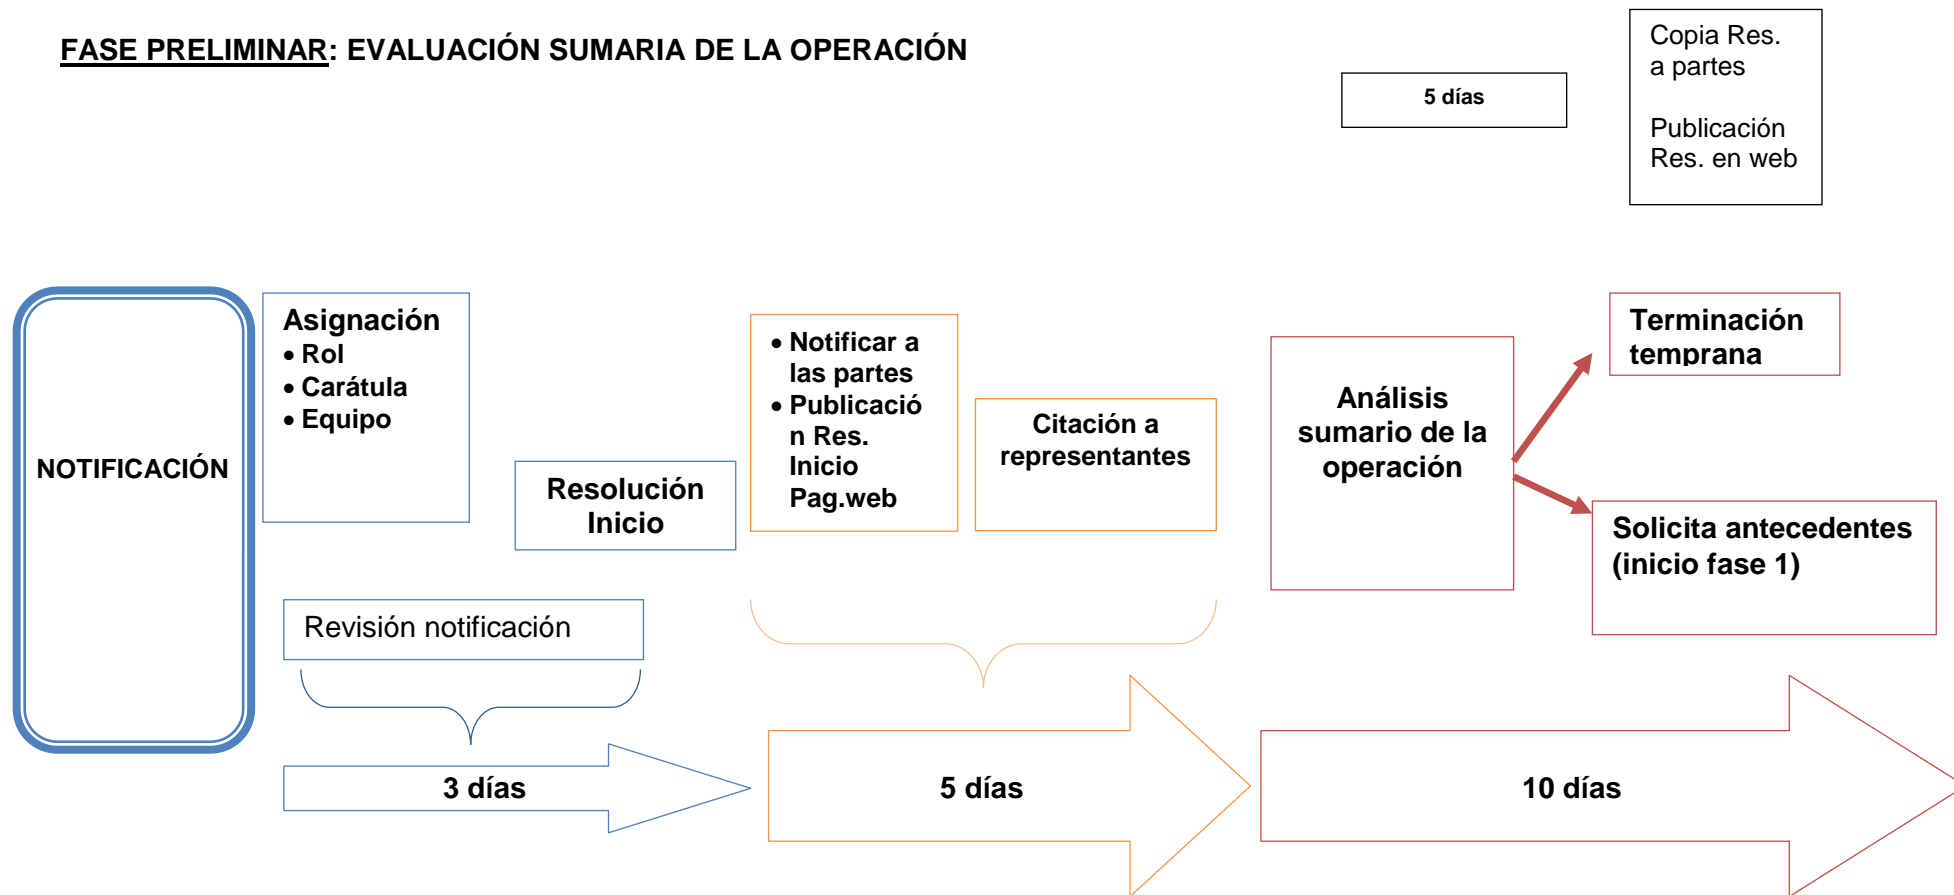 FASE PRELIMINAR: EVALUACIÓN SUMARIA DE LA OPERACIÓN
5 días
Copia Res.
a partes
Publicación
Res. en web
NOTIFICACIÓN
Asignación
• Rol
• Carátula
• Equipo
Resolución
Inicio
Revisión notificación
• Notificar a
las partes
• Publicació
n Res.
Inicio
Pag.web
Citación a
representantes
Análisis
sumario de la
operación
Terminación
temprana
Solicita antecedentes
(inicio fase 1)
3 días
5 días
10 días